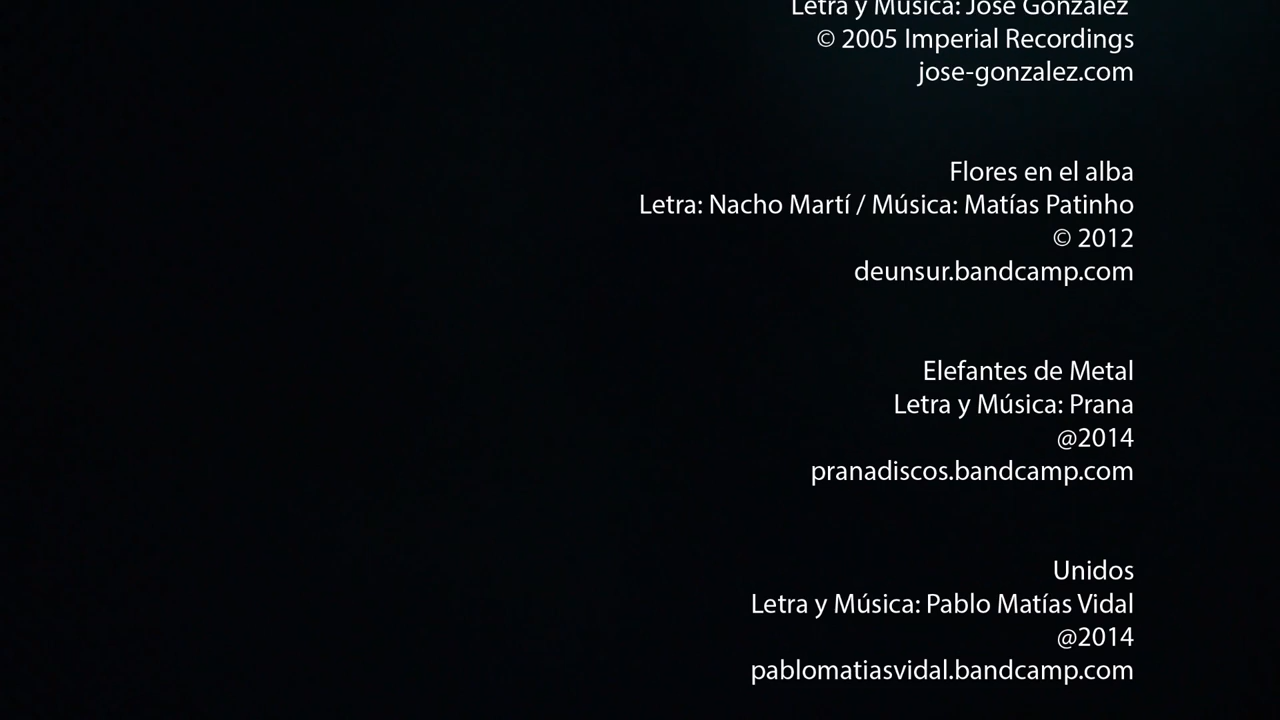 Letra y Música: José González
© 2005 Imperial Recordings
jose-gonzalez.com
Flores en el alba
Letra: Nacho Martí / Música: Matías Patinho
© 2012
deunsur.bandcamp.com
Elefantes de Metal
Letra y Música: Prana
@2014
pranadiscos.bandcamp.com
Unidos
Letra y Música: Pablo Matías Vidal
@2014
pablomatiasvidal.bandcamp.com